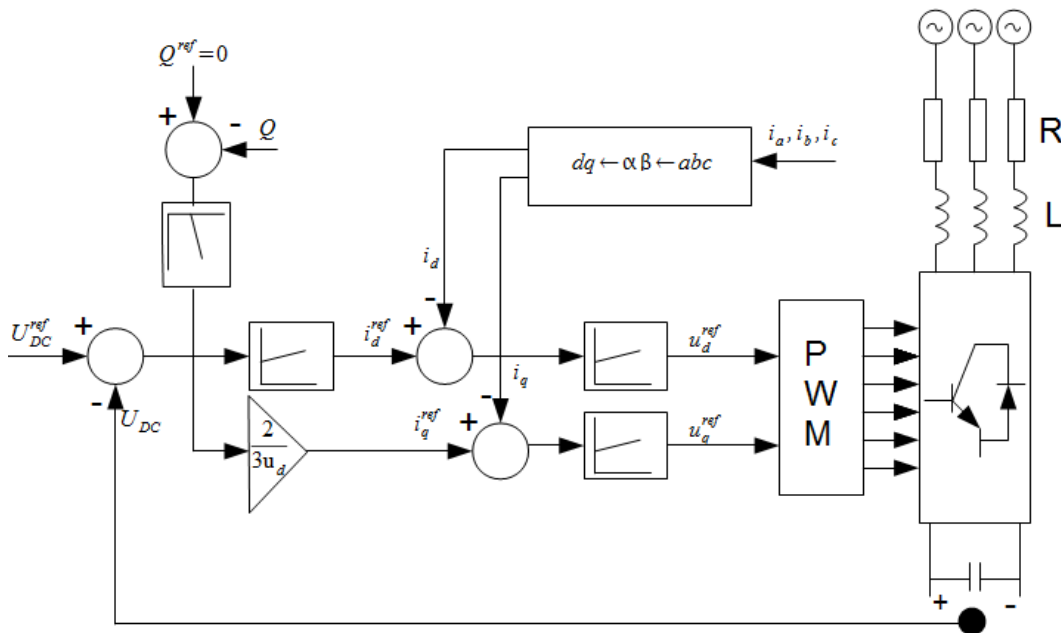 Q^ref=0
+
-
Q
i_a, i_b, i_c
dq ← αβ ← abc
R
L
i_d
-
U_DC^ref
+
-
U_DC
i_d^ref
+
u_d^ref
i_q
-
i_q^ref
+
u_q^ref
2
3u_d
P
W
M
+
-